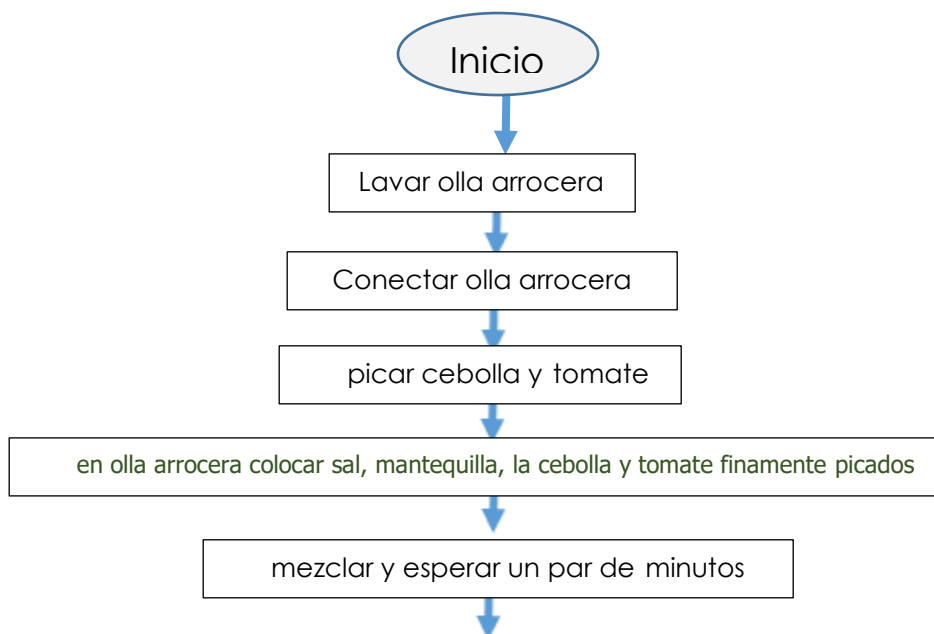 Inicio
Lavar olla arrocera
Conectar olla arrocera
picar cebolla y tomate
en olla arrocera colocar sal, mantequilla, la cebolla y tomate finamente picados
mezclar y esperar un par de minutos